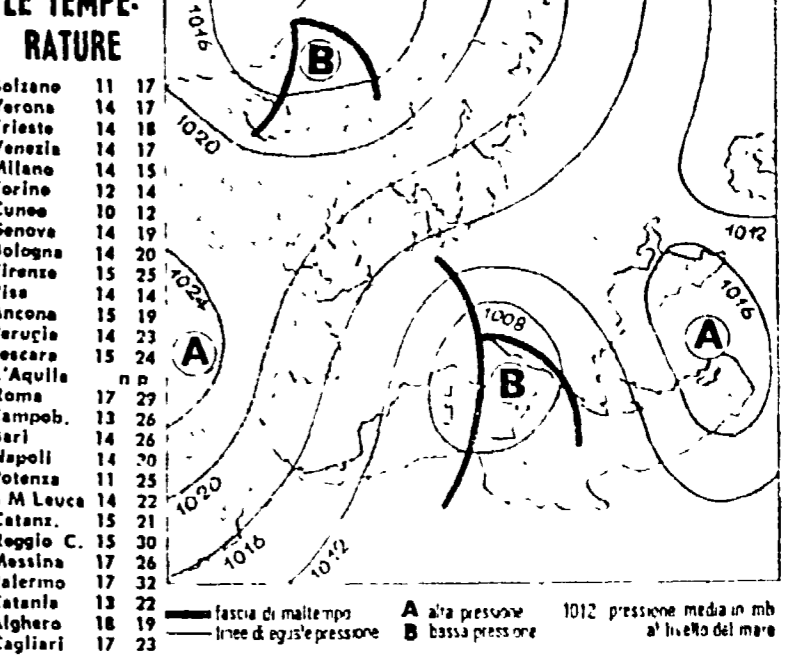 LE TEMPE-
RATURE
Bolzano 11 17
Verona 14 17
Trieste 14 18
Venezia 14 17
Milano 14 15
Torino 12 14
Cuneo 10 12
Genova 14 19
Bologna 14 20
Firenze 15 25
Pisa 14 14
Ancona 15 19
Perugia 14 23
Pescara 15 24
L'Aquila n p
Roma 17 27
Campob. 13 26
Bari 14 26
Napoli 14
Potenza 11 25
M Leuca 14 22
Catanz. 15 21
Reggio C. 15 30
Messina 17 26
Palermo 17 32
Catania 13 22
Alghero 18 19
Cagliari 17 23
1016
B
1020
1012
1024
A
1016
A
1008
B
1020
1016
1012
fascia di maltempo
linee di eguale pressione
A alta pressione
B bassa pressione
1012 pressione media in mb
al livello del mare